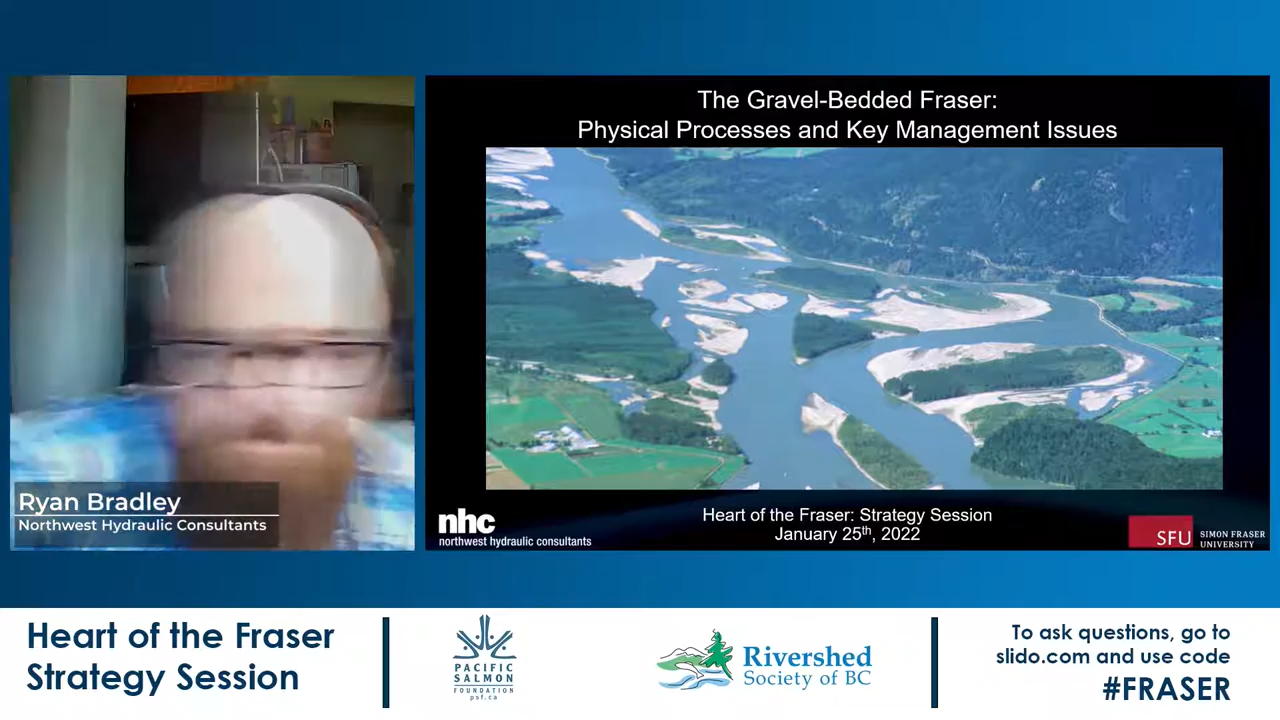 The Gravel-Bedded Fraser:
Physical Processes and Key Management Issues
Ryan Bradley
Northwest Hydraulic Consultants
nhc
northwest hydraulic consultants
Heart of the Fraser: Strategy Session
January 25th, 2022
SFU
SIMON FRASER
UNIVERSITY
Heart of the Fraser
Strategy Session
PACIFIC
SALMON
FOUNDATION
psf.ca
Rivershed
Society of BC
To ask questions, go to
slido.com and use code
#FRASER